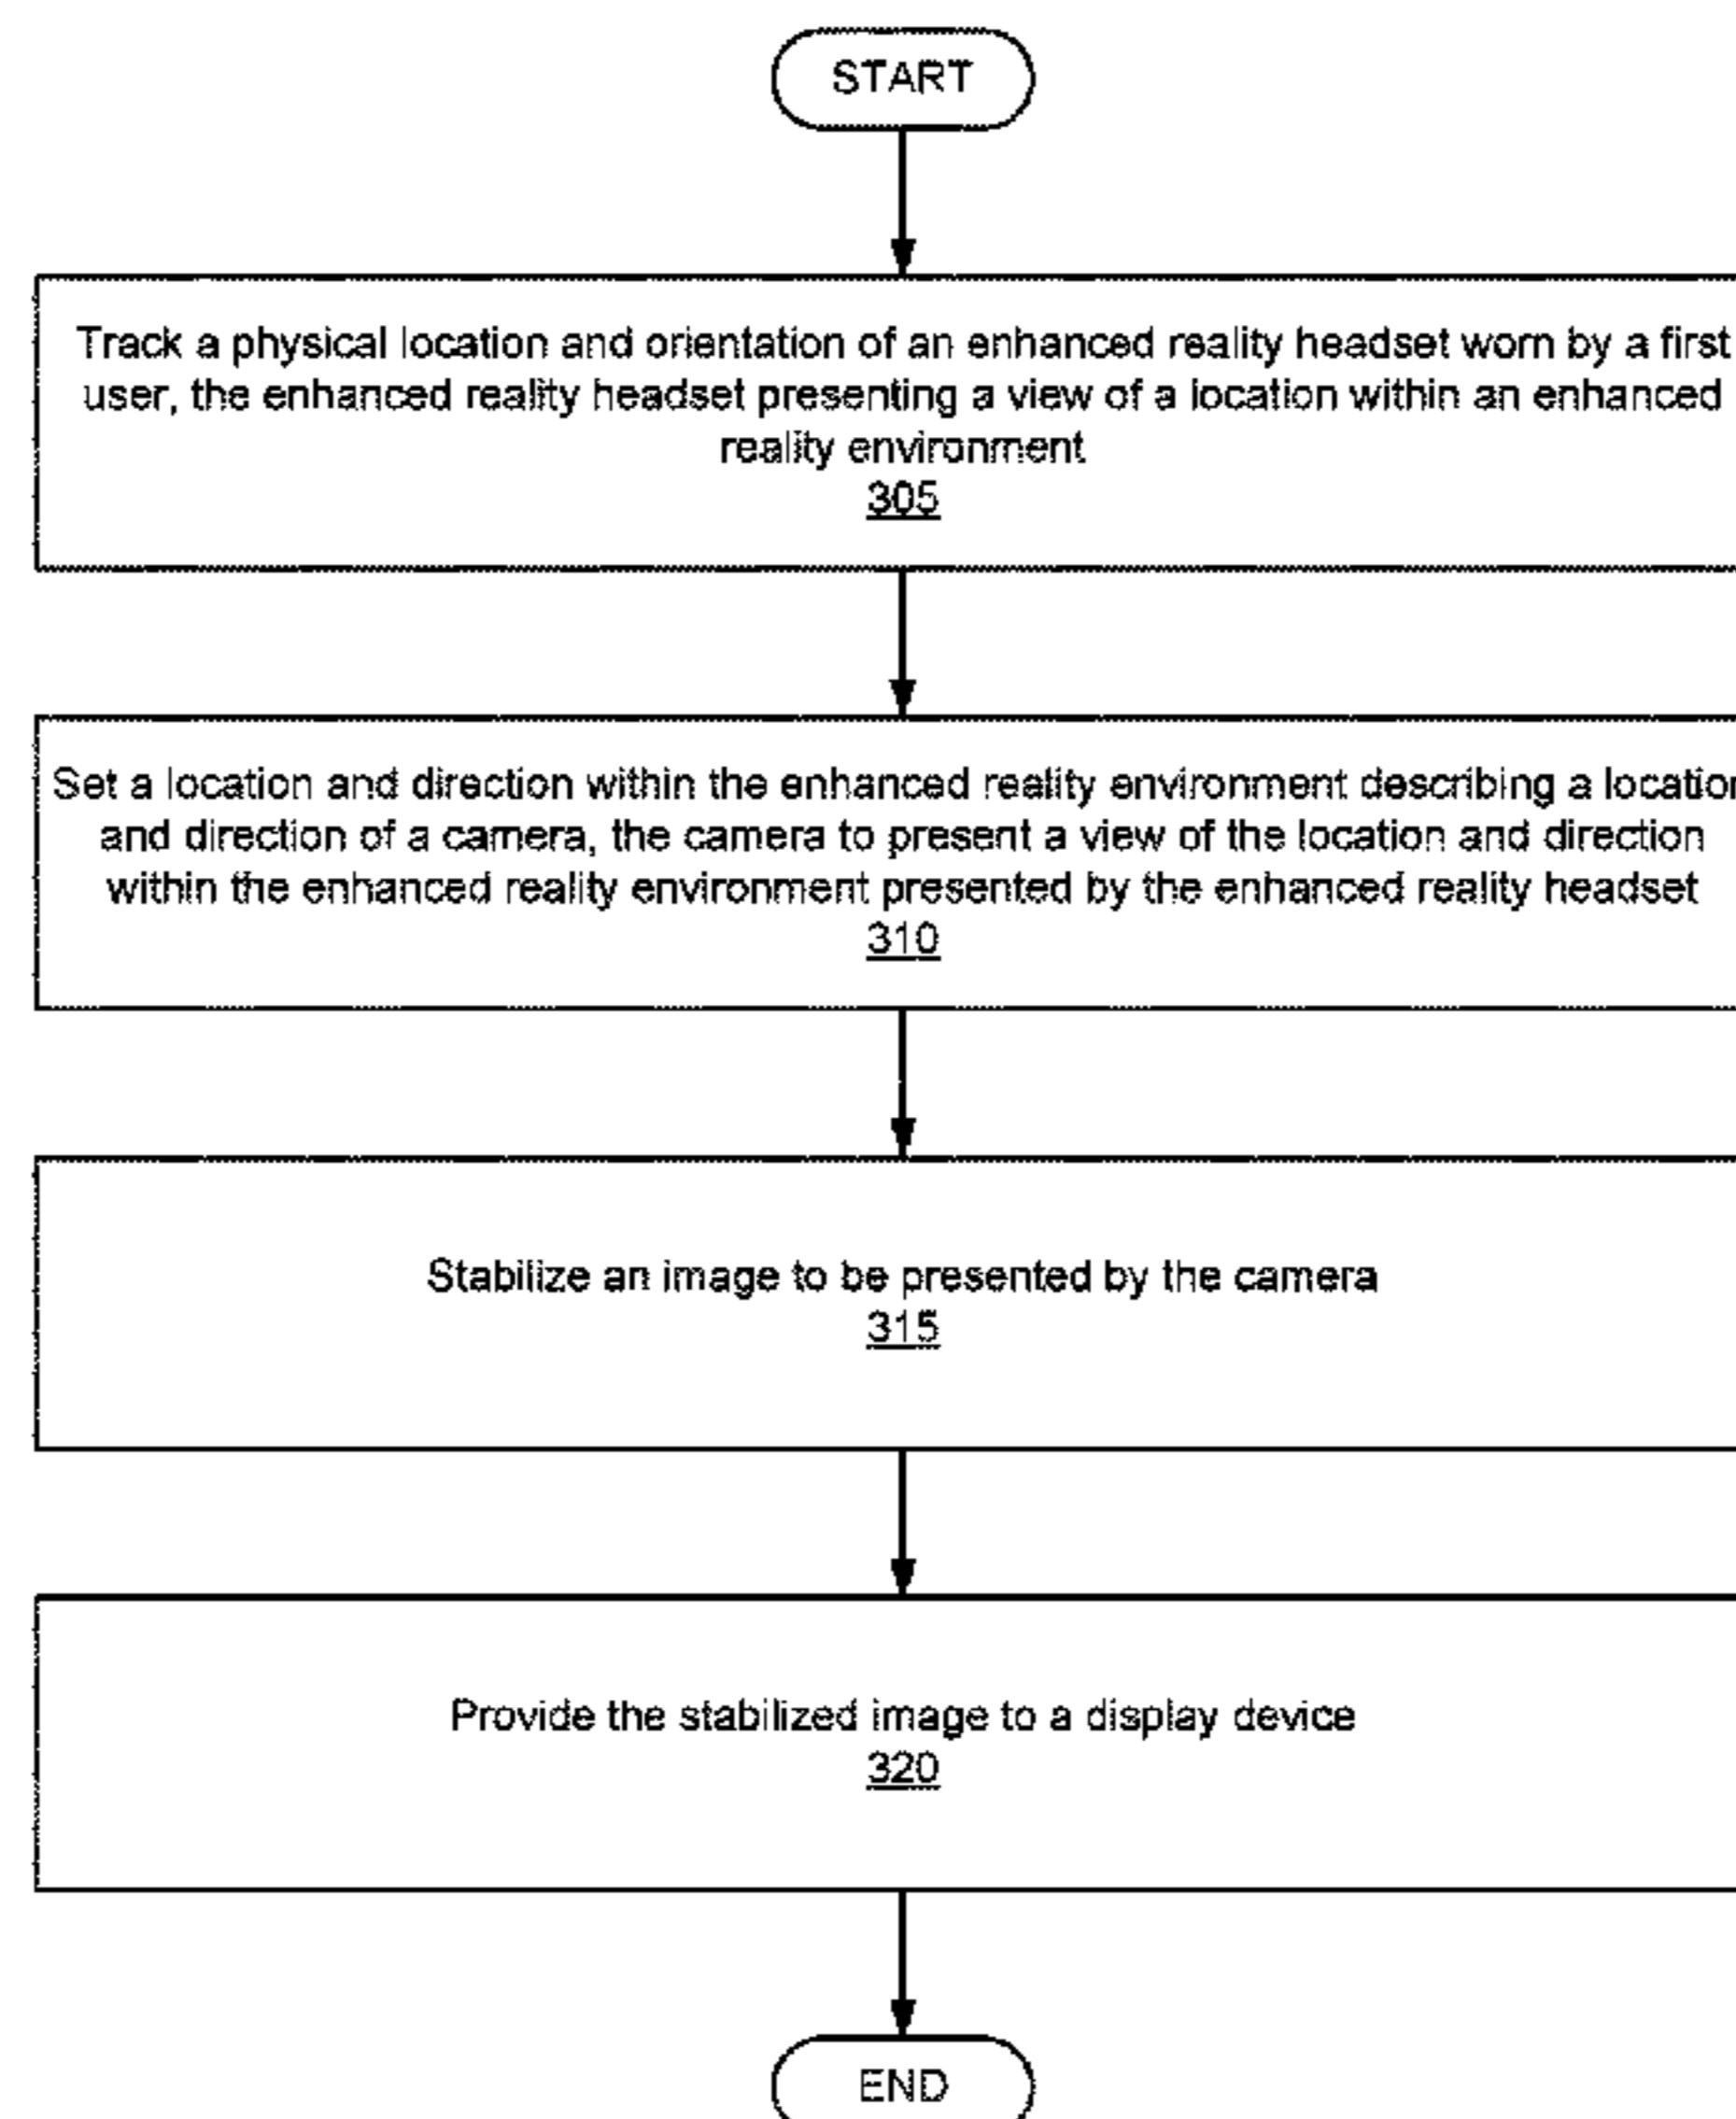 START
Track a physical location and orientation of an enhanced reality headset worn by a first
user, the enhanced reality headset presenting a view of a location within an enhanced
reality environment
305
Set a location and direction within the enhanced reality environment describing a location
and direction of a camera, the camera to present a view of the location and direction
within the enhanced reality environment presented by the enhanced reality headset
310
Stabilize an image to be presented by the camera
315
Provide the stabilized image to a display device
320
END